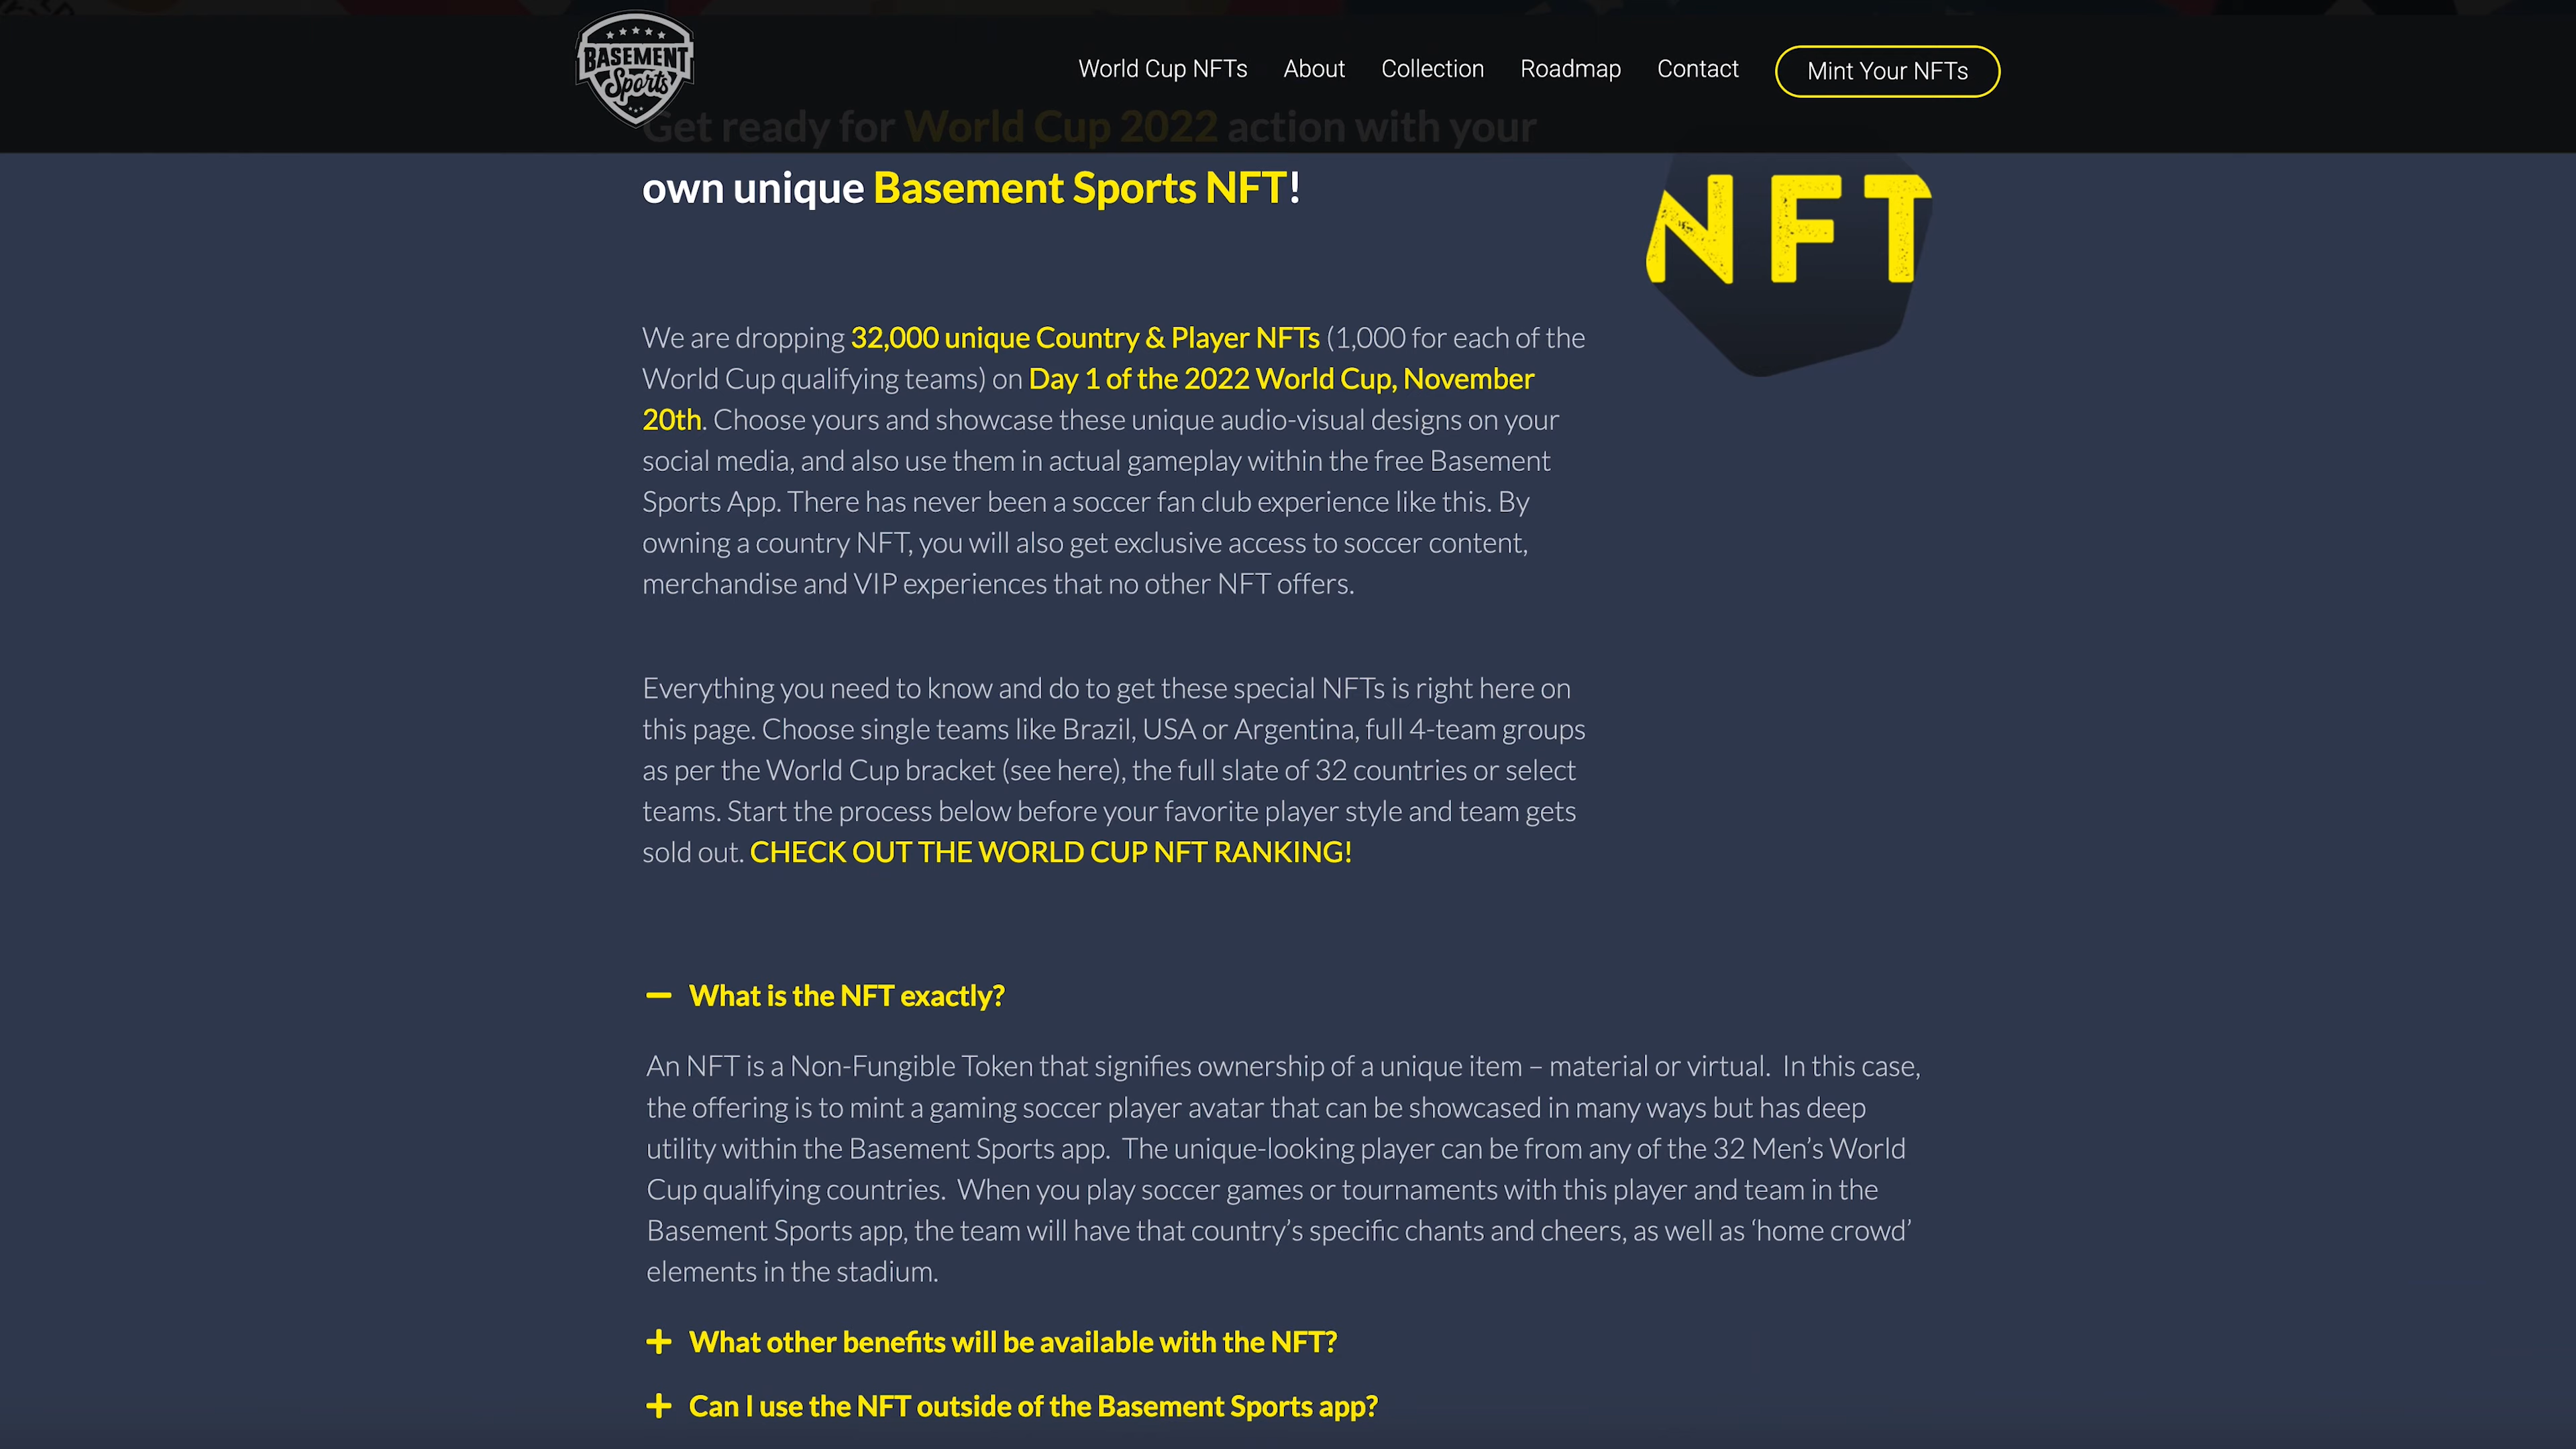 BASEMENT
Sports
World Cup NFTs
About
Collection
Roadmap
Contact
Mint Your NFTs
Get ready for World Cup 2022 action with your
own unique Basement Sports NFT!
NFT
We are dropping 32,000 unique Country & Player NFTs (1,000 for each of the
World Cup qualifying teams) on Day 1 of the 2022 World Cup, November
20th. Choose yours and showcase these unique audio-visual designs on your
social media, and also use them in actual gameplay within the free Basement
Sports App. There has never been a soccer fan club experience like this. By
owning a country NFT, you will also get exclusive access to soccer content,
merchandise and VIP experiences that no other NFT offers.
Everything you need to know and do to get these special NFTs is right here on
this page. Choose single teams like Brazil, USA or Argentina, full 4-team groups
as per the World Cup bracket (see here), the full slate of 32 countries or select
teams. Start the process below before your favorite player style and team gets
sold out. CHECK OUT THE WORLD CUP NFT RANKING!
What is the NFT exactly?
An NFT is a Non-Fungible Token that signifies ownership of a unique item – material or virtual. In this case,
the offering is to mint a gaming soccer player avatar that can be showcased in many ways but has deep
utility within the Basement Sports app. The unique-looking player can be from any of the 32 Men's World
Cup qualifying countries. When you play soccer games or tournaments with this player and team in the
Basement Sports app, the team will have that country's specific chants and cheers, as well as 'home crowd'
elements in the stadium.
What other benefits will be available with the NFT?
Can I use the NFT outside of the Basement Sports app?